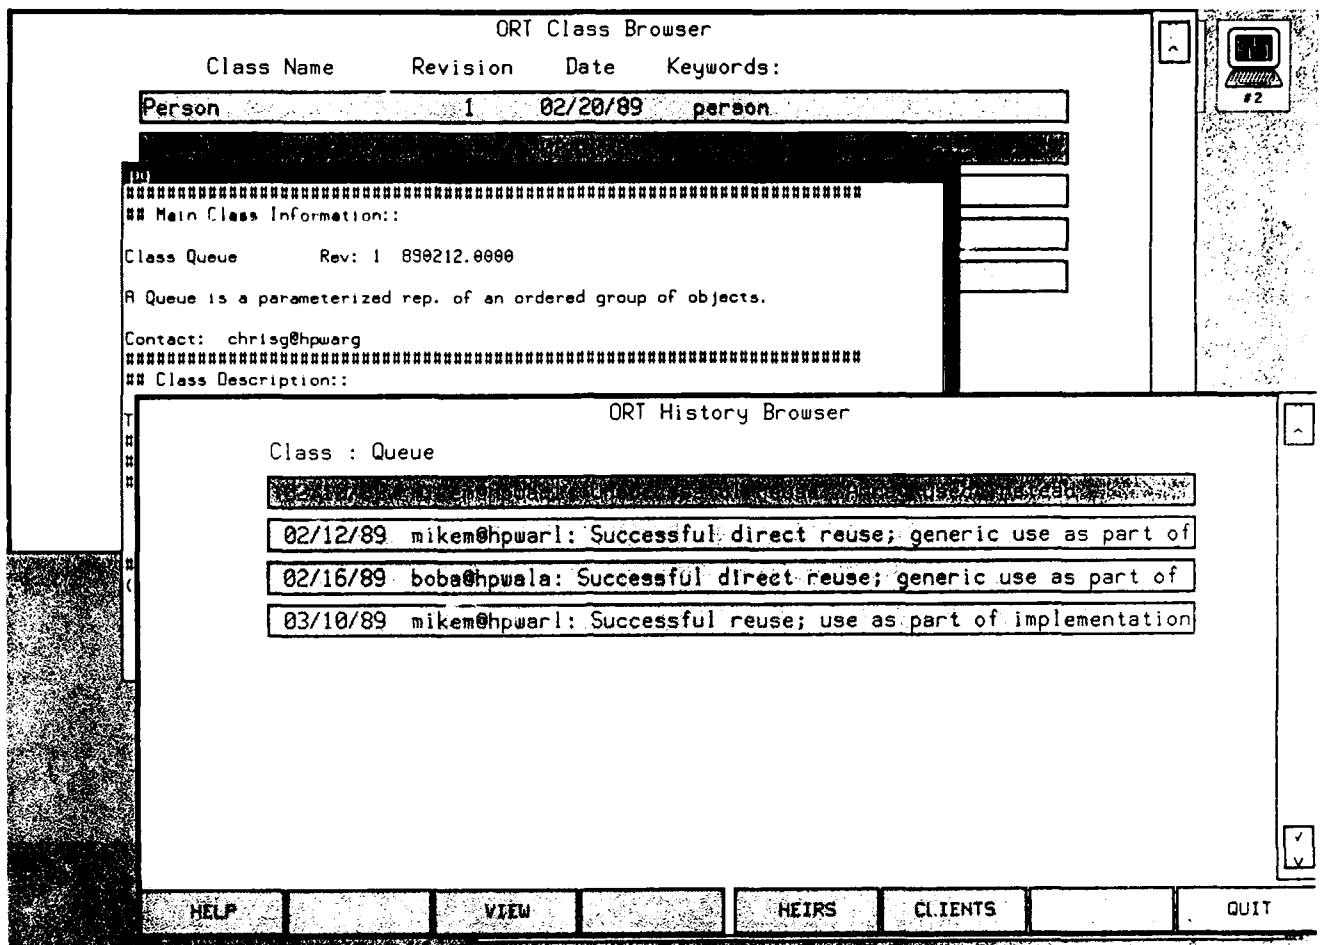 ORT Class Browser
Class Name Revision Date Keywords:
Person 1 02/20/89 person
#2
pg
########################################################################
## Main Class Information::
Class Queue Rev: 1 890212.0000
A Queue is a parameterized rep. of an ordered group of objects.
Contact: chrisg@hpwarg
########################################################################
## Class Description::
T
#
#
#
#
(
ORT History Browser
Class : Queue
02/12/89 mikem@hpwarl: Successful direct reuse; generic use as part of
02/16/89 boba@hpwala: Successful direct reuse; generic use as part of
03/10/89 mikem@hpwarl: Successful reuse; use as part of implementation
HELP VIEW HEIRS CLIENTS QUIT